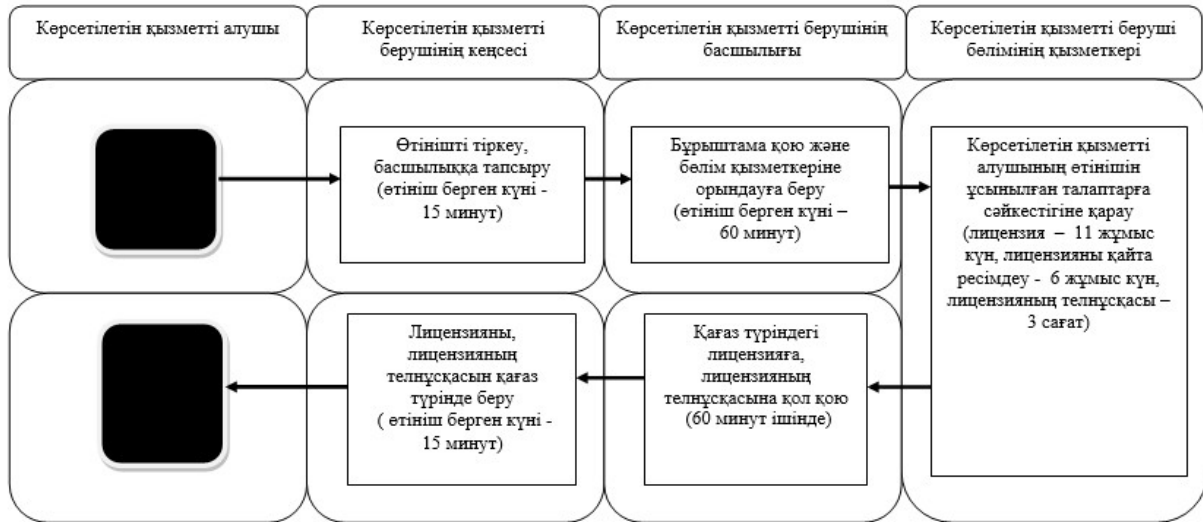 Көрсетілетін қызметті алушы
Көрсетілетін қызметті
берушінің кеңсесі
Көрсетілетін қызметті берушінің
басшылығы
Көрсетілетін қызметті беруші
бөлімінің қызметкері
Өтінішті тіркеу,
басшылыққа тапсыру
(өтініш берген күні -
15 минут)
Бұрыштама қою және
бөлім қызметкеріне
орындауға беру
(өтініш берген күні –
60 минут)
Көрсетілетін қызметті
алушының өтінішін
ұсынылған талаптарға
сәйкестігіне қарау
(лицензия – 11 жұмыс
күн, лицензияны қайта
ресімдеу - 6 жұмыс күн,
лицензияның телнұсқасы –
3 сағат)
Лицензияны,
лицензияның
телнұсқасын қағаз
түрінде беру
( өтініш берген күні -
15 минут)
Қағаз түріндегі
лицензияға,
лицензияның
телнұсқасына қол қою
(60 минут ішінде)